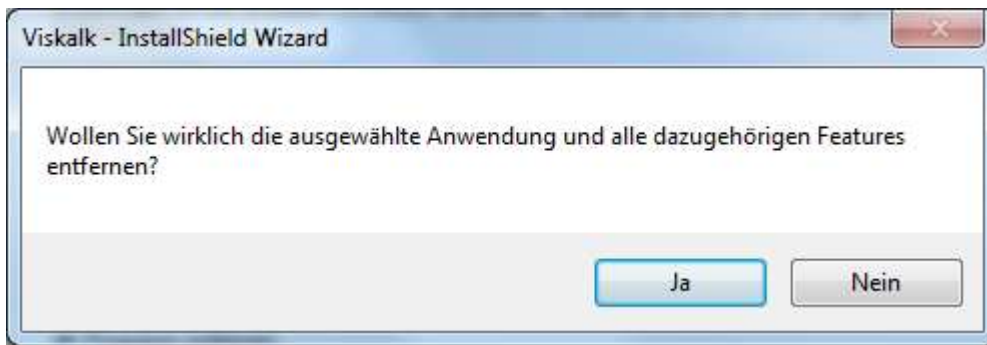 Viskalk - InstallShield Wizard
Wollen Sie wirklich die ausgewählte Anwendung und alle dazugehörigen Features
entfernen?
Ja
Nein